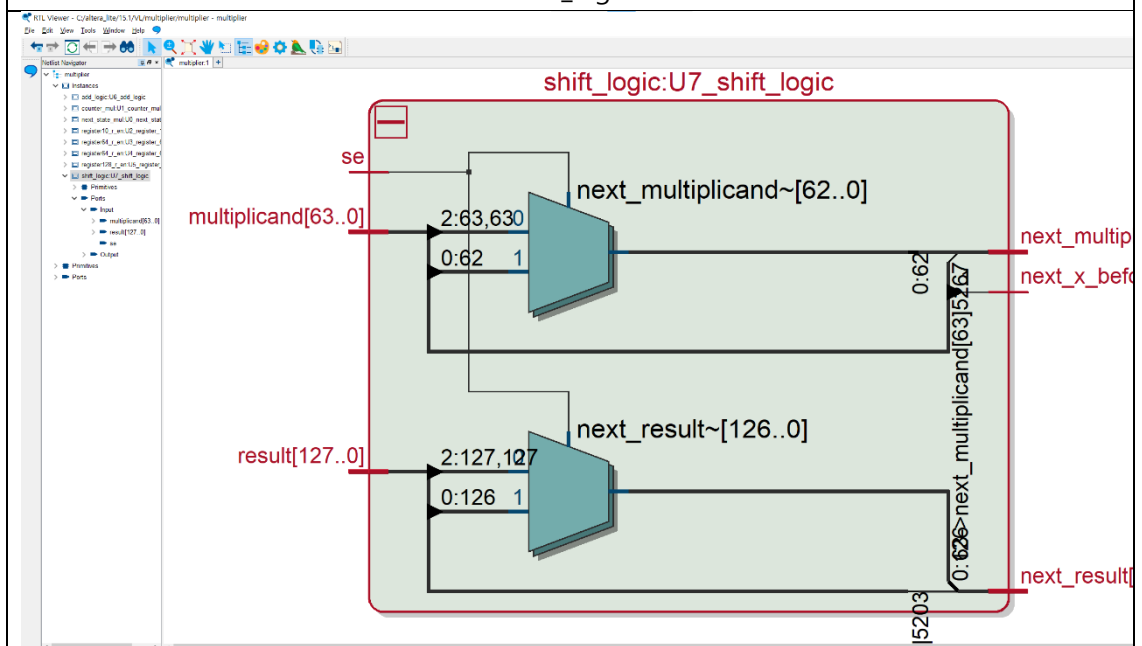 RTL Viewer - C:/altera_lite/15.1/VL/multiplier/multiplier - multiplier
File Edit View Tools Window Help
Netlist Navigator
multiplier:1
multiplier
Instances
add_logic:U6_add_logic
counter_mul:U1_counter_mul
next_state_mul:U0_next_stat
register10_r_en:U2_register_
register64_r_en:U3_register_
register64_r_en:U4_register_
register128_r_en:U5_register_
shift_logic:U7_shift_logic
Primitives
Ports
Input
multiplicand[63..0]
result[127..0]
se
Output
Primitives
Ports
shift_logic:U7_shift_logic
se
next_multiplicand~[62..0]
multiplicand[63..0]
2:63,63
0
0:62
1
next_multip
next_x_befo
0:62
next_multiplicand[63]
next_result~[126..0]
result[127..0]
2:127,127
0:126
1
next_result[
]5203